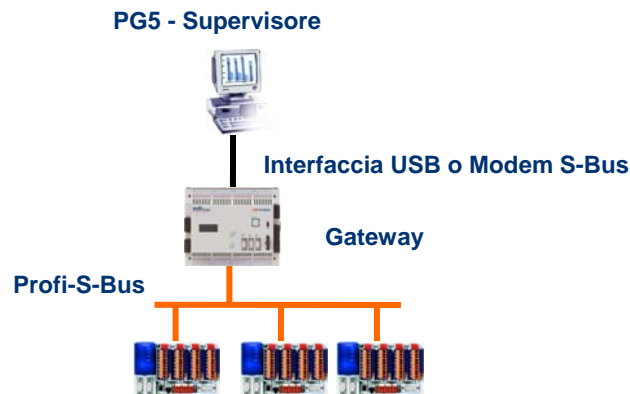 PG5 - Supervisore
Interfaccia USB o Modem S-Bus
Gateway
Profi-S-Bus